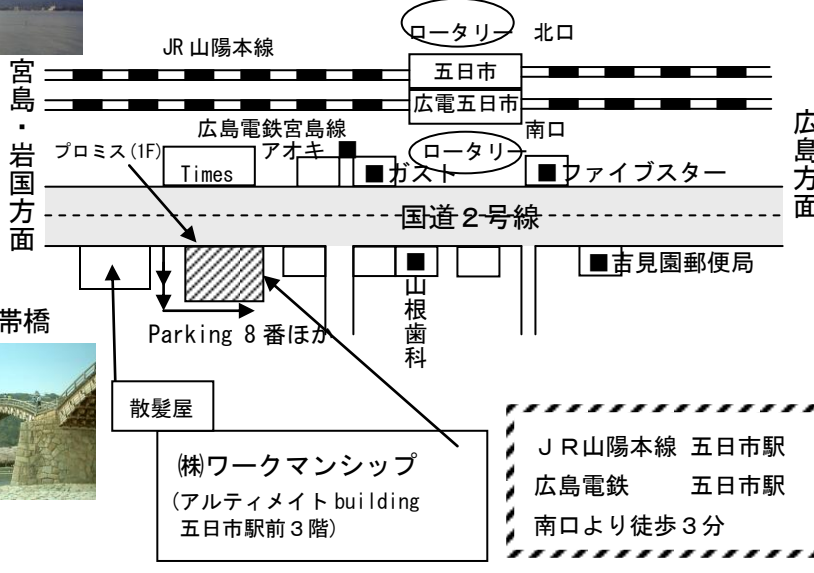 ロータリー 北口
JR 山陽本線
五日市
広電五日市
宮島・岩国方面
広島電鉄宮島線
南口
広島方面
プロミス(1F)
アオキ ■
ロータリー
Times
■ガスト
■ファイブスター
国道２号線
■吉見園郵便局
■
山根歯科
帯橋
Parking 8 番ほか
散髪屋
㈱ワークマンシップ
(アルティメイト building
五日市駅前３階)
ＪＲ山陽本線 五日市駅
広島電鉄 五日市駅
南口より徒歩３分